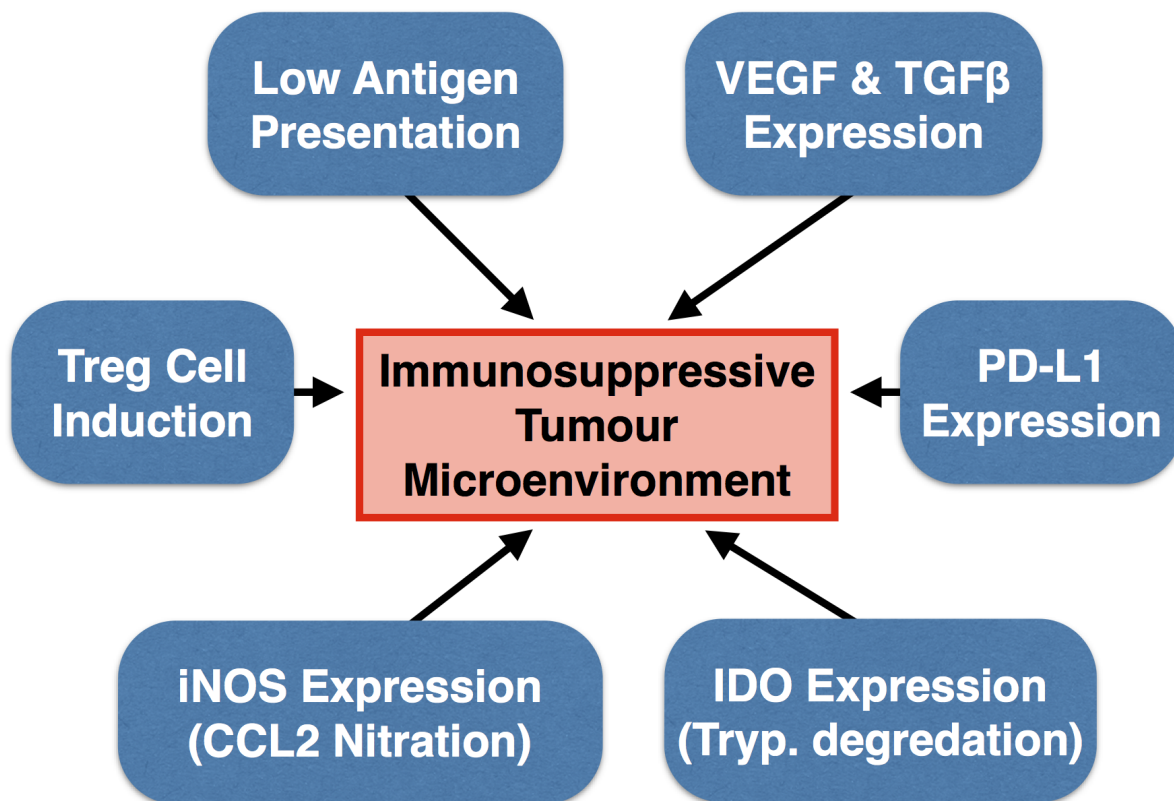 Low Antigen
Presentation
VEGF & TGFβ
Expression
Treg Cell
Induction
Immunosuppressive
Tumour
Microenvironment
PD-L1
Expression
iNOS Expression
(CCL2 Nitration)
IDO Expression
(Tryp. degredation)